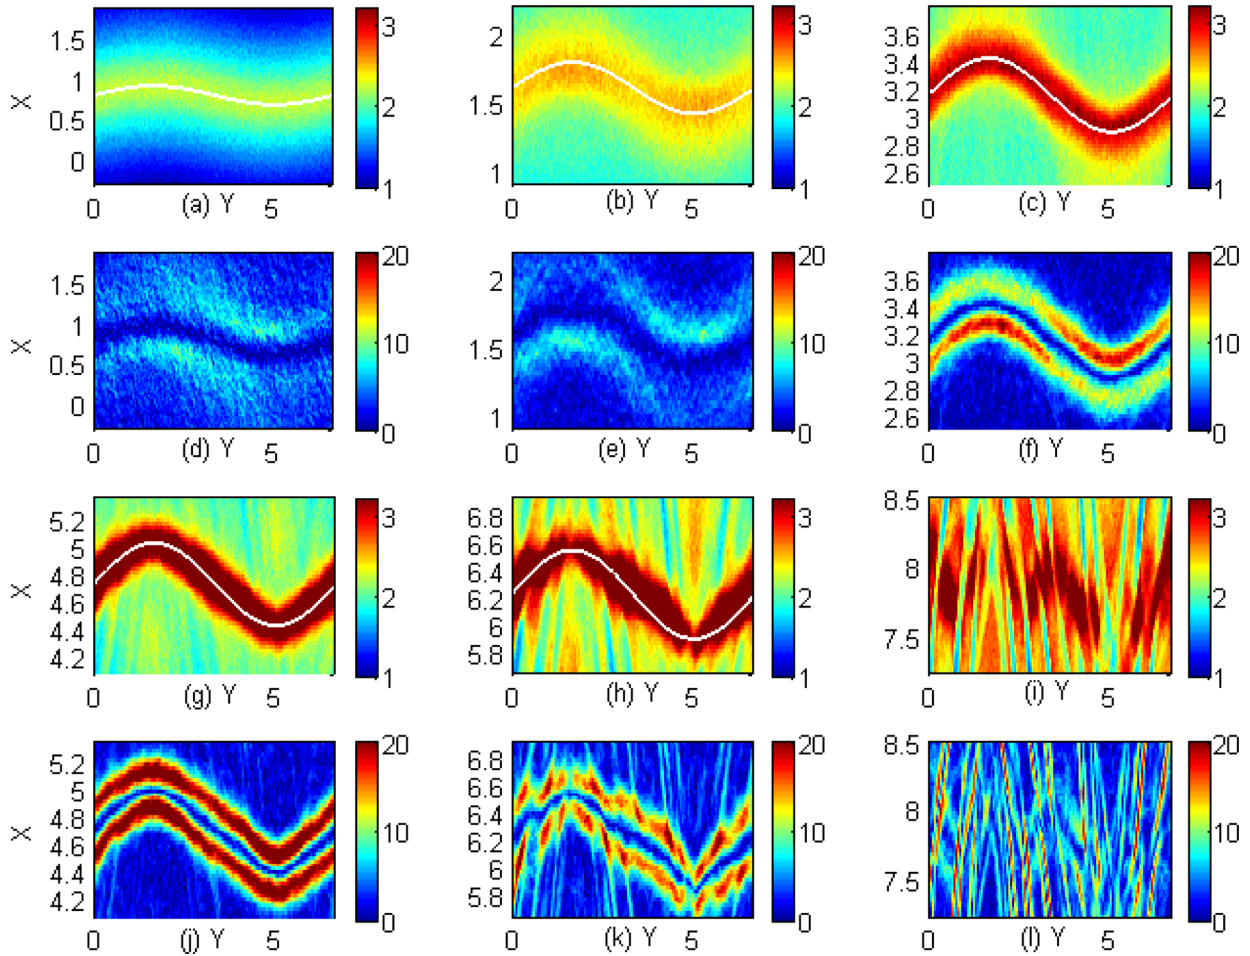 X 1.5 1 0.5 0 0 (a) Y 5 3 2 1
2 1.5 1 0 (b) Y 5 3 2 1
3.6 3.4 3.2 3 2.8 2.6 0 (c) Y 5 3 2 1
X 1.5 1 0.5 0 0 (d) Y 5 20 10 0
2 1.5 1 0 (e) Y 5 20 10 0
3.6 3.4 3.2 3 2.8 2.6 0 (f) Y 5 20 10 0
X 5.2 5 4.8 4.6 4.4 4.2 0 (g) Y 5 3 2 1
6.8 6.6 6.4 6.2 6 5.8 0 (h) Y 5 3 2 1
8.5 8 7.5 0 (i) Y 5 3 2 1
X 5.2 5 4.8 4.6 4.4 4.2 0 (j) Y 5 20 10 0
6.8 6.6 6.4 6.2 6 5.8 0 (k) Y 5 20 10 0
8.5 8 7.5 0 (l) Y 5 20 10 0